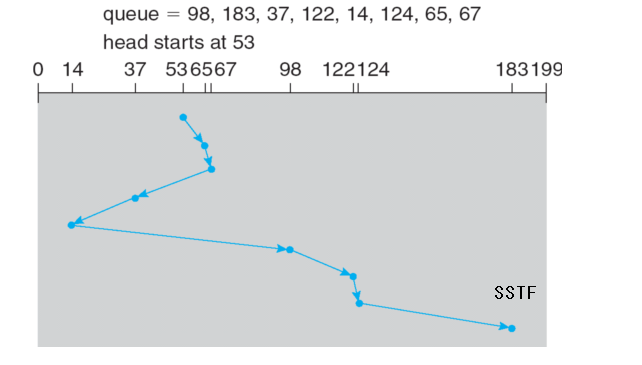 queue = 98, 183, 37, 122, 14, 124, 65, 67
head starts at 53
0 14 37 536567 98 122124 183199
SSTF